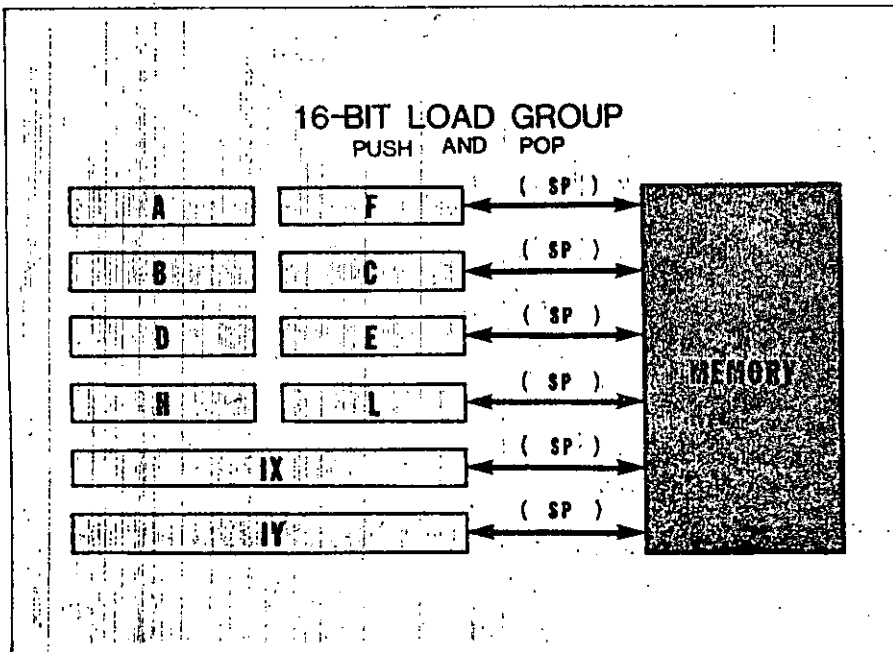 16-BIT LOAD GROUP
PUSH AND POP
A F ( SP )
B C ( SP )
D E ( SP )
H L ( SP )
IX ( SP )
IY ( SP )
MEMORY